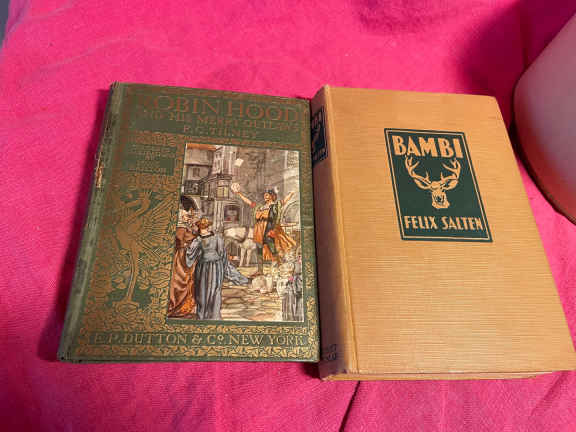 ROBIN HOOD
AND HIS MERRY OUTLAWS
F.C. TILNEY
E.P. DUTTON & Co. NEW YORK
BAMBI
FELIX SALTEN